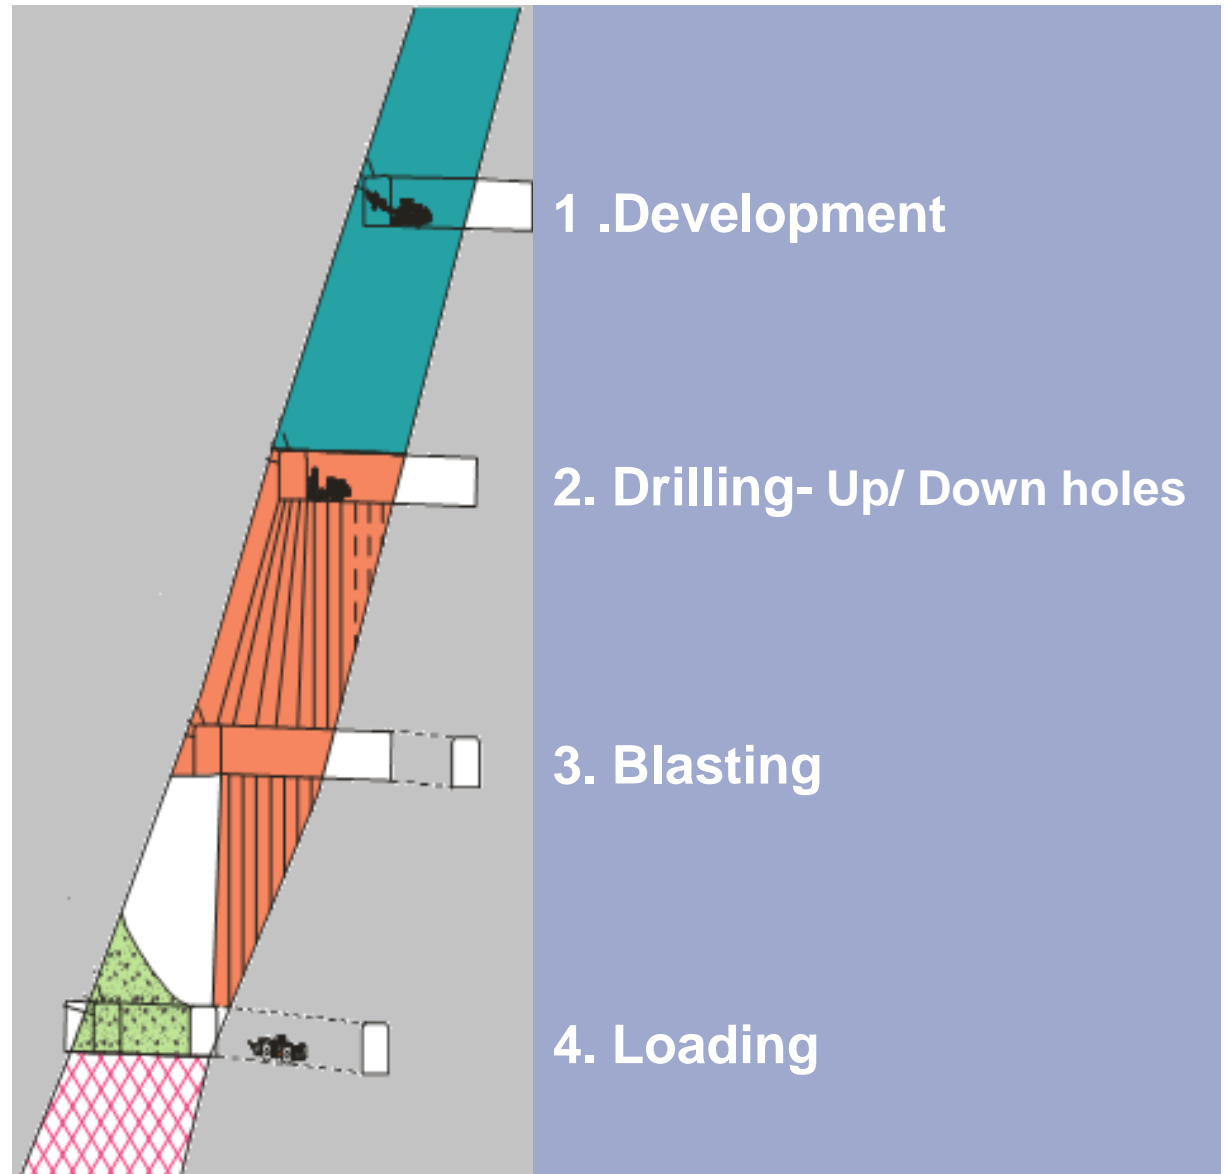 1 .Development
2. Drilling- Up/ Down holes
3. Blasting
4. Loading